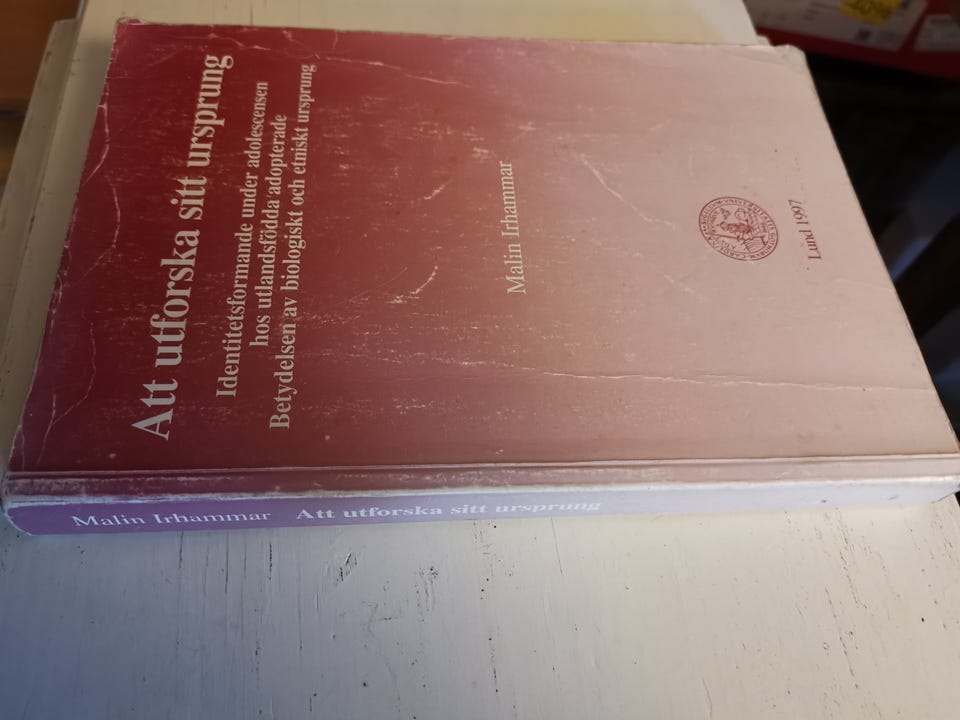 Att utforska sitt ursprung
Identitetsformande under adolescensen
hos utlandsfödda adopterade
Betydelsen av biologiskt och etniskt ursprung
Malin Irhammar
Lund 1997
Malin Irhammar Att utforska sitt ursprung